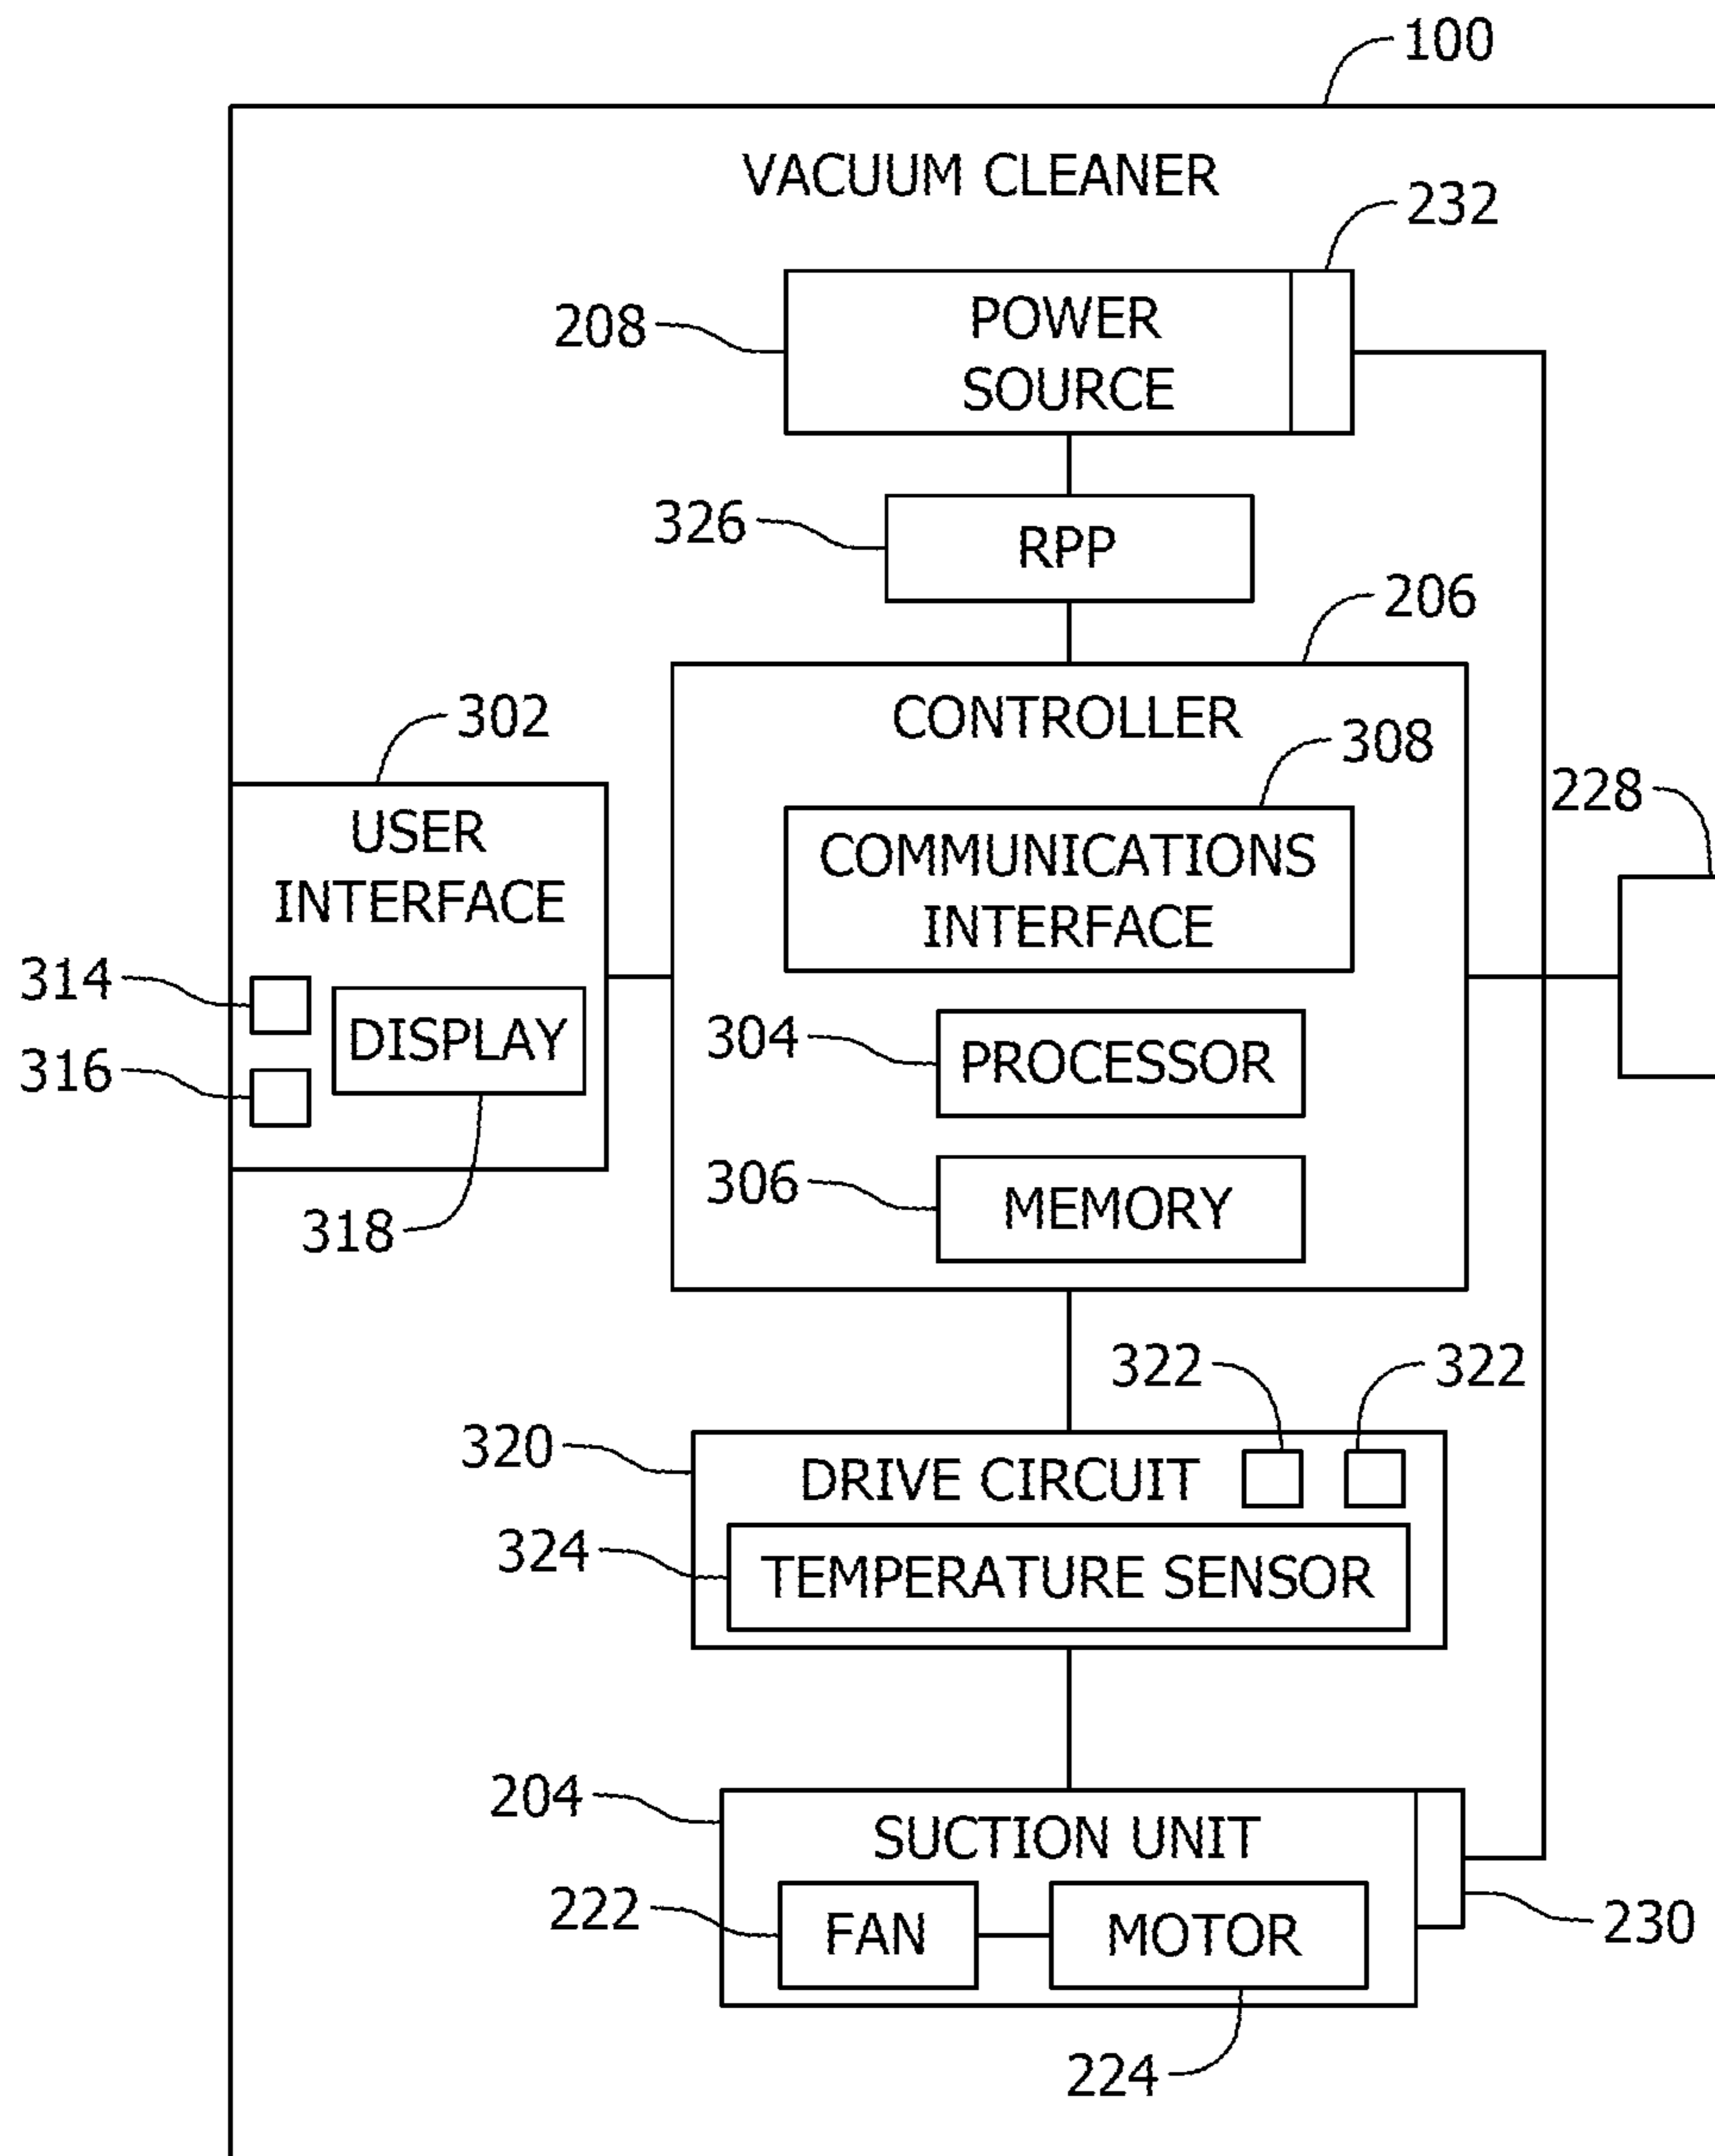 100
VACUUM CLEANER
232
208
POWER
SOURCE
326
RPP
206
302
CONTROLLER
308
228
USER
INTERFACE
COMMUNICATIONS
INTERFACE
314
DISPLAY
304
PROCESSOR
316
306
MEMORY
318
322
322
320
DRIVE CIRCUIT
324
TEMPERATURE SENSOR
204
SUCTION UNIT
222
FAN
MOTOR
230
224